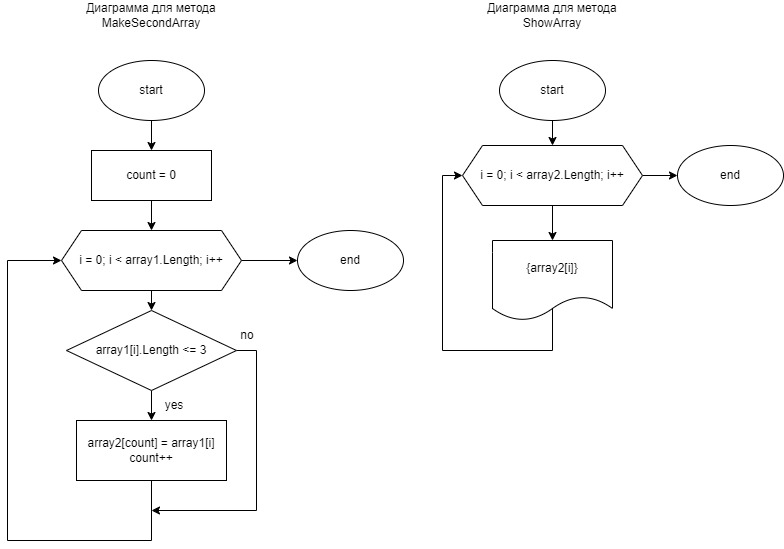 Диаграмма для метода
MakeSecondArray
start
count = 0
i = 0; i < array1.Length; i++
end
array1[i].Length <= 3
no
yes
array2[count] = array1[i]
count++
Диаграмма для метода
ShowArray
start
i = 0; i < array2.Length; i++
end
{array2[i]}